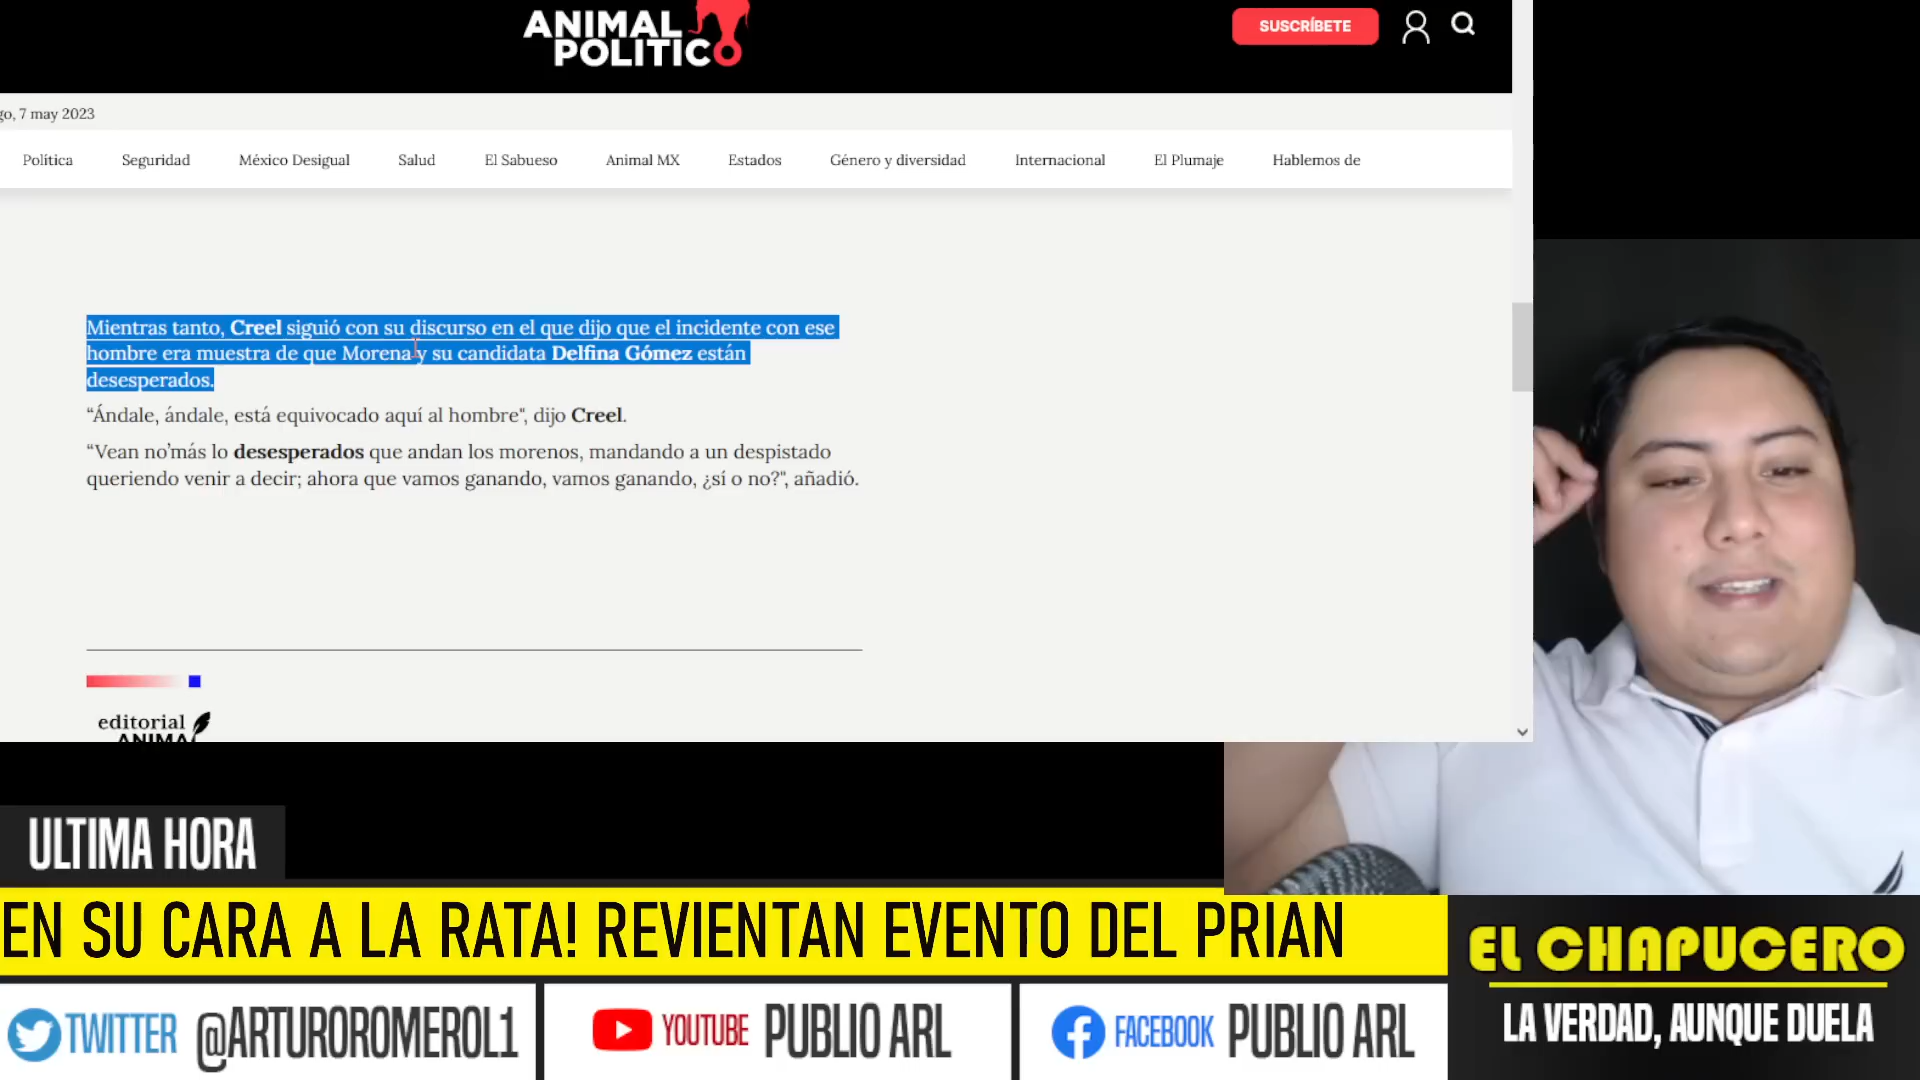 ANIMAL
POLITICO
SUSCRÍBETE
go, 7 may 2023
Política Seguridad México Desigual Salud El Sabueso Animal MX Estados Género y diversidad Internacional El Plumaje Hablemos de
Mientras tanto, Creel siguió con su discurso en el que dijo que el incidente con ese
hombre era muestra de que Morena y su candidata Delfina Gómez están
desesperados.
“Ándale, ándale, está equivocado aquí al hombre", dijo Creel.
“Vean no’más lo desesperados que andan los morenos, mandando a un despistado
queriendo venir a decir; ahora que vamos ganando, vamos ganando, ¿sí o no?", añadió.
editorial
ANIMA
ULTIMA HORA
EN SU CARA A LA RATA! REVIENTAN EVENTO DEL PRIAN
EL CHAPUCERO
LA VERDAD, AUNQUE DUELA
TWITTER @ARTUROROMEROL1 YOUTUBE PUBLIO ARL FACEBOOK PUBLIO ARL